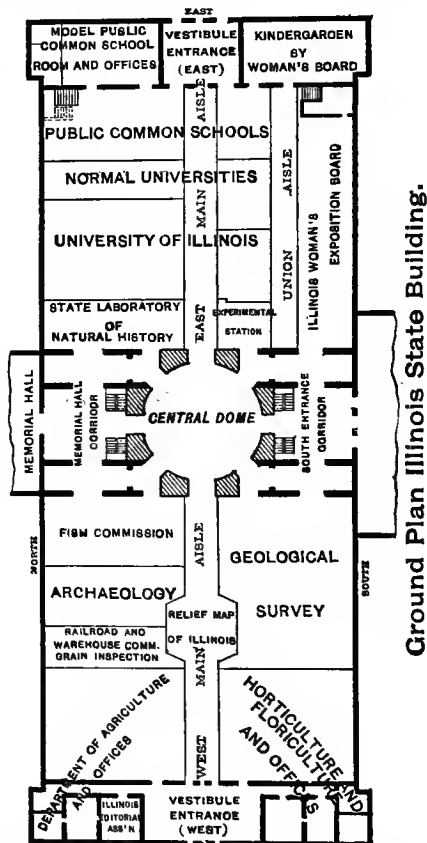 EAST
MODEL PUBLIC
COMMON SCHOOL
ROOM AND OFFICES
VESTIBULE
ENTRANCE
(EAST)
KINDERGARDEN
BY
WOMAN'S BOARD
PUBLIC COMMON SCHOOLS
NORMAL UNIVERSITIES
UNIVERSITY OF ILLINOIS
STATE LABORATORY
OF
NATURAL HISTORY
EAST MAIN AISLE
EXPERIMENTAL
STATION
UNION AISLE
ILLINOIS WOMAN'S
EXPOSITION BOARD
MEMORIAL HALL
MEMORIAL HALL
CORRIDOR
CENTRAL DOME
SOUTH ENTRANCE
CORRIDOR
NORTH
SOUTH
FISH COMMISSION
ARCHAEOLOGY
RAILROAD AND
WAREHOUSE COMM-
GRAIN INSPECTION
WEST MAIN AISLE
RELIEF MAP
OF ILLINOIS
GEOLOGICAL
SURVEY
DEPARTMENT OF AGRICULTURE
AND OFFICES
HORTICULTURE AND
FLORICULTURE
AND OFFICES
ILLINOIS
EDITORIAL
ASS'N.
VESTIBULE
ENTRANCE
(WEST)
Ground Plan Illinois State Building.